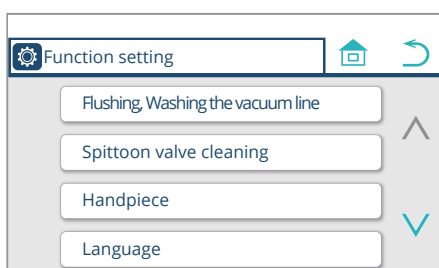 Function setting
Flushing, Washing the vacuum line
Spittoon valve cleaning
Handpiece
Language